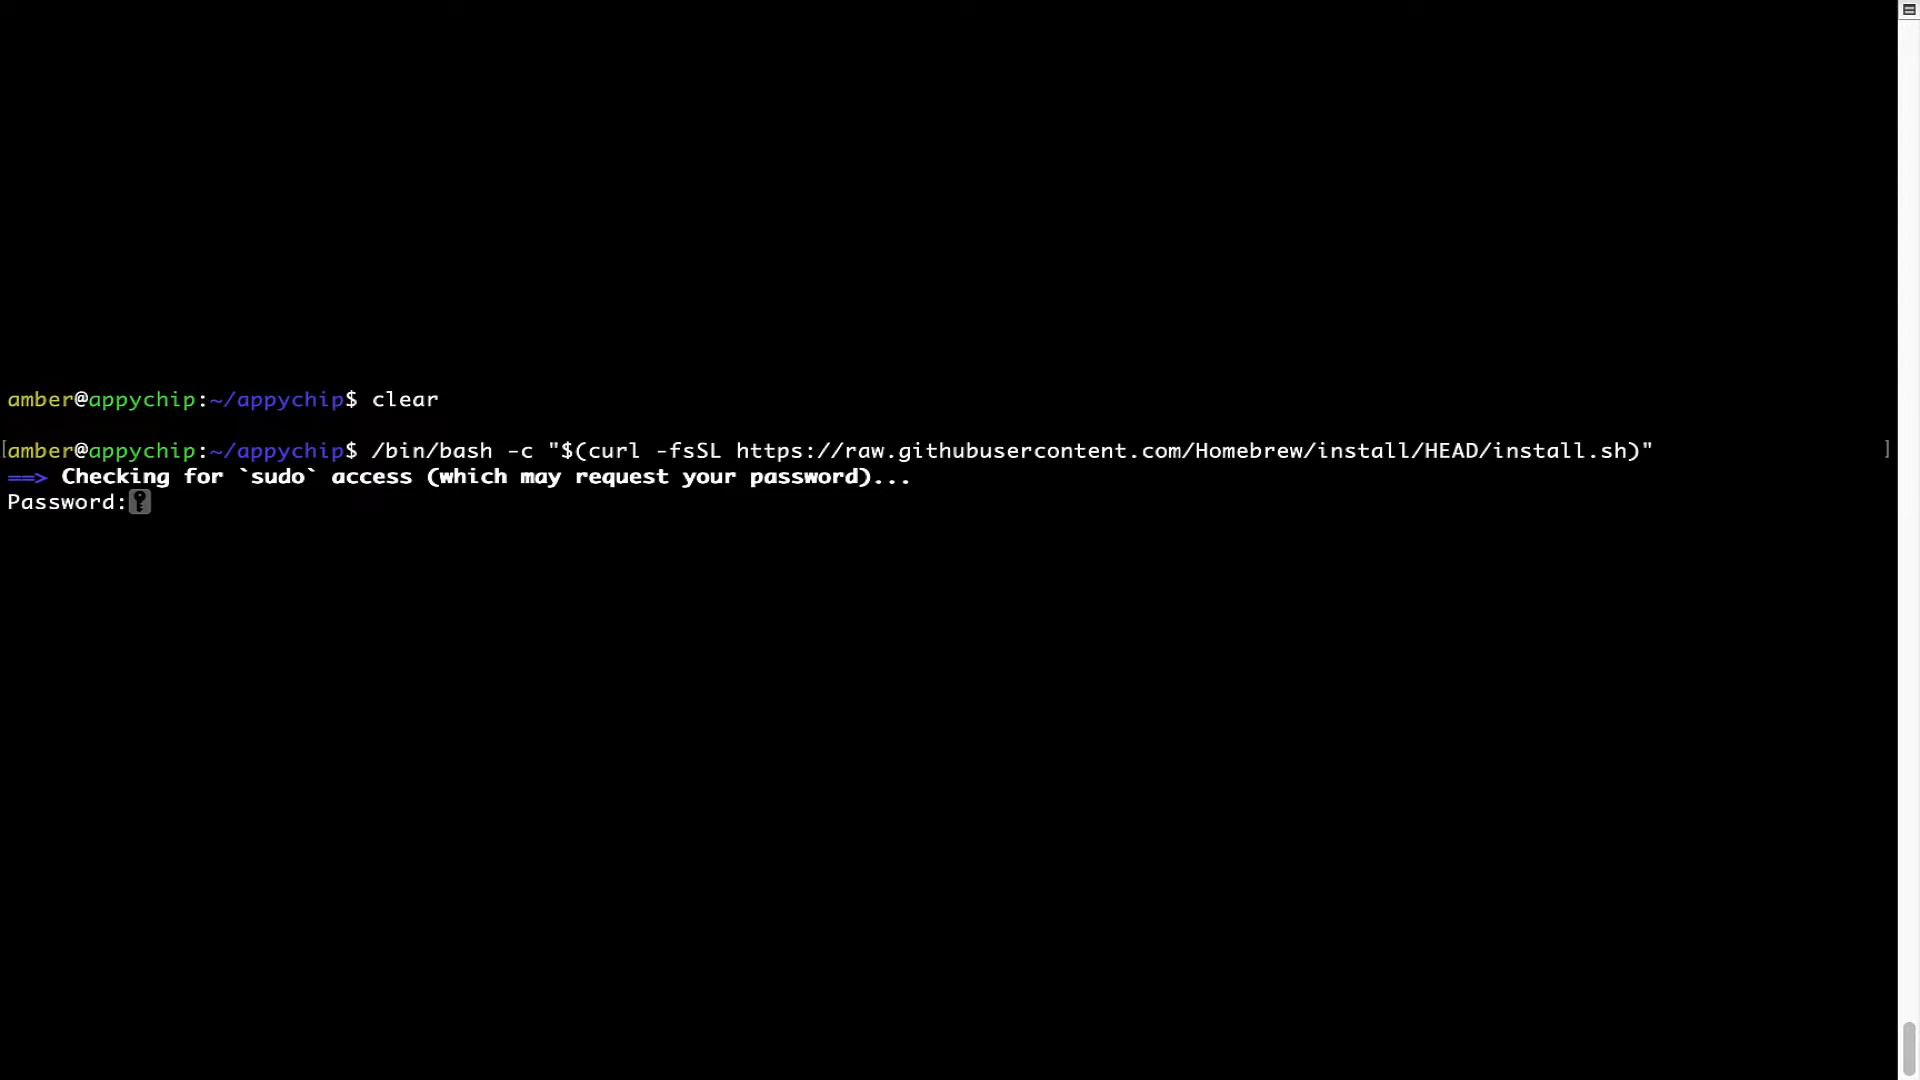 amber@appychip:~/appychip$ clear
[amber@appychip:~/appychip$ /bin/bash -c "$(curl -fsSL https://raw.githubusercontent.com/Homebrew/install/HEAD/install.sh)" ]
==> Checking for `sudo` access (which may request your password)...
Password: